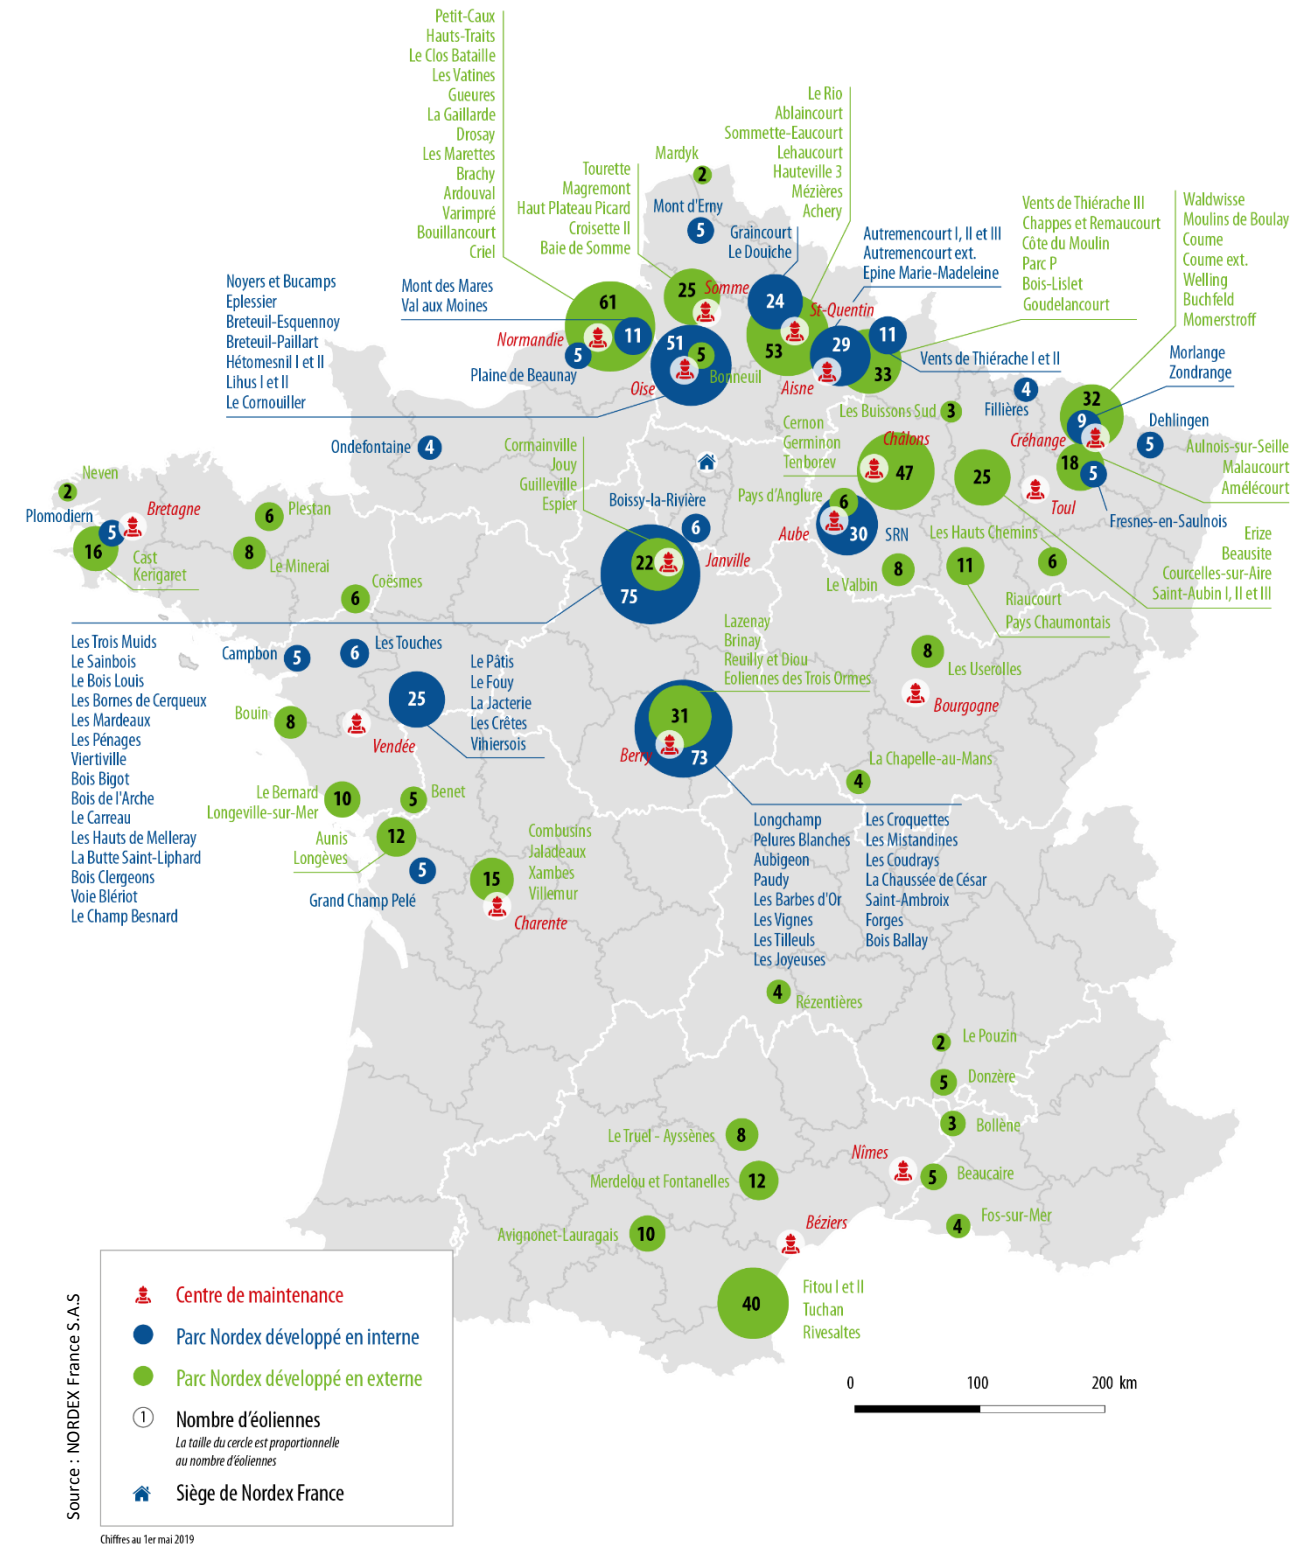 Petit-Caux
Hauts-Traits
Le Clos Bataille
Les Vatines
Gueures
La Gaillarde
Drosay
Les Marettes
Brachy
Ardouval
Varimpré
Bouillancourt
Criel
Tourette
Magremont
Haut Plateau Picard
Croisette II
Baie de Somme
Mardyk
2
Mont d'Erny
5
Le Rio
Ablaincourt
Sommette-Eaucourt
Lehaucourt
Hauteville 3
Mézières
Achery
Graincourt
Le Douiche
Autremencourt I, II et III
Autremencourt ext.
Epine Marie-Madeleine
Vents de Thiérache III
Chappes et Remaucourt
Côte du Moulin
Parc P
Bois-Lislet
Goudelancourt
Waldwisse
Moulins de Boulay
Coume
Coume ext.
Welling
Buchfeld
Momerstroff
Morlange
Zondrange
Noyers et Bucamps
Eplessier
Breteuil-Esquennoy
Breteuil-Paillart
Hétomesnil I et II
Lihus I et II
Le Cornouiller
Mont des Mares
Val aux Moines
61
Normandie
11
5
Plaine de Beaunay
25
Somme
51
5
Bonneuil
Oise
24
St-Quentin
53
29
Aisne
11
33
Vents de Thiérache I et II
4
Fillières
32
9
Créhange
Dehlingen
5
18
5
Fresnes-en-Saulnois
Aulnois-sur-Seille
Malaucourt
Amélécourt
Les Buissons Sud
3
Cernon
Germinon
Tenborev
Châlons
47
25
Toul
Erize
Beausite
Courcelles-sur-Aire
Saint-Aubin I, II et III
Ondefontaine
4
Cormainville
Jouy
Guilleville
Espier
Boissy-la-Rivière
6
22
Janville
75
Pays d'Anglure
6
Aube
30
SRN
Le Valbin
8
Les Hauts Chemins
11
6
Riaucourt
Pays Chaumontais
Neven
2
Plomodiern
5
Bretagne
16
Cast
Kerigaret
6
Plestan
8
Le Minerai
Coësmes
6
Les Trois Muids
Le Sainbois
Le Bois Louis
Les Bornes de Cerqueux
Les Mardeaux
Les Pénages
Viertiville
Bois Bigot
Bois de l'Arche
Le Carreau
Les Hauts de Melleray
La Butte Saint-Liphard
Bois Clergeons
Voie Blériot
Le Champ Besnard
Campbon
5
6
Les Touches
25
Le Pâtis
Le Fouy
La Jacterie
Les Crêtes
Vihiersois
Bouin
8
Vendée
Lazenay
Brinay
Reuilly et Diou
Eoliennes des Trois Ormes
31
Berry
73
8
Les Userolles
Bourgogne
La Chapelle-au-Mans
4
Le Bernard
Longeville-sur-Mer
10
5
Benet
Aunis
Longèves
12
5
Grand Champ Pelé
Combusins
Jaladeaux
Xambes
Villemur
15
Charente
Longchamp
Pelures Blanches
Aubigeon
Paudy
Les Barbes d'Or
Les Vignes
Les Tilleuls
Les Joyeuses
Les Croquettes
Les Mistandines
Les Coudrays
La Chaussée de César
Saint-Ambroix
Forges
Bois Ballay
4
Rézentières
2
Le Pouzin
5
Donzère
3
Bollène
Nîmes
5
Beaucaire
4
Fos-sur-Mer
Le Truel - Ayssènes
8
Merdelou et Fontanelles
12
Avignonet-Lauragais
10
Béziers
40
Fitou I et II
Tuchan
Rivesaltes
Centre de maintenance
Parc Nordex développé en interne
Parc Nordex développé en externe
1
Nombre d'éoliennes
La taille du cercle est proportionnelle
au nombre d'éoliennes
Siège de Nordex France
Source : NORDEX France S.A.S
Chiffres au 1er mai 2019
0 100 200 km